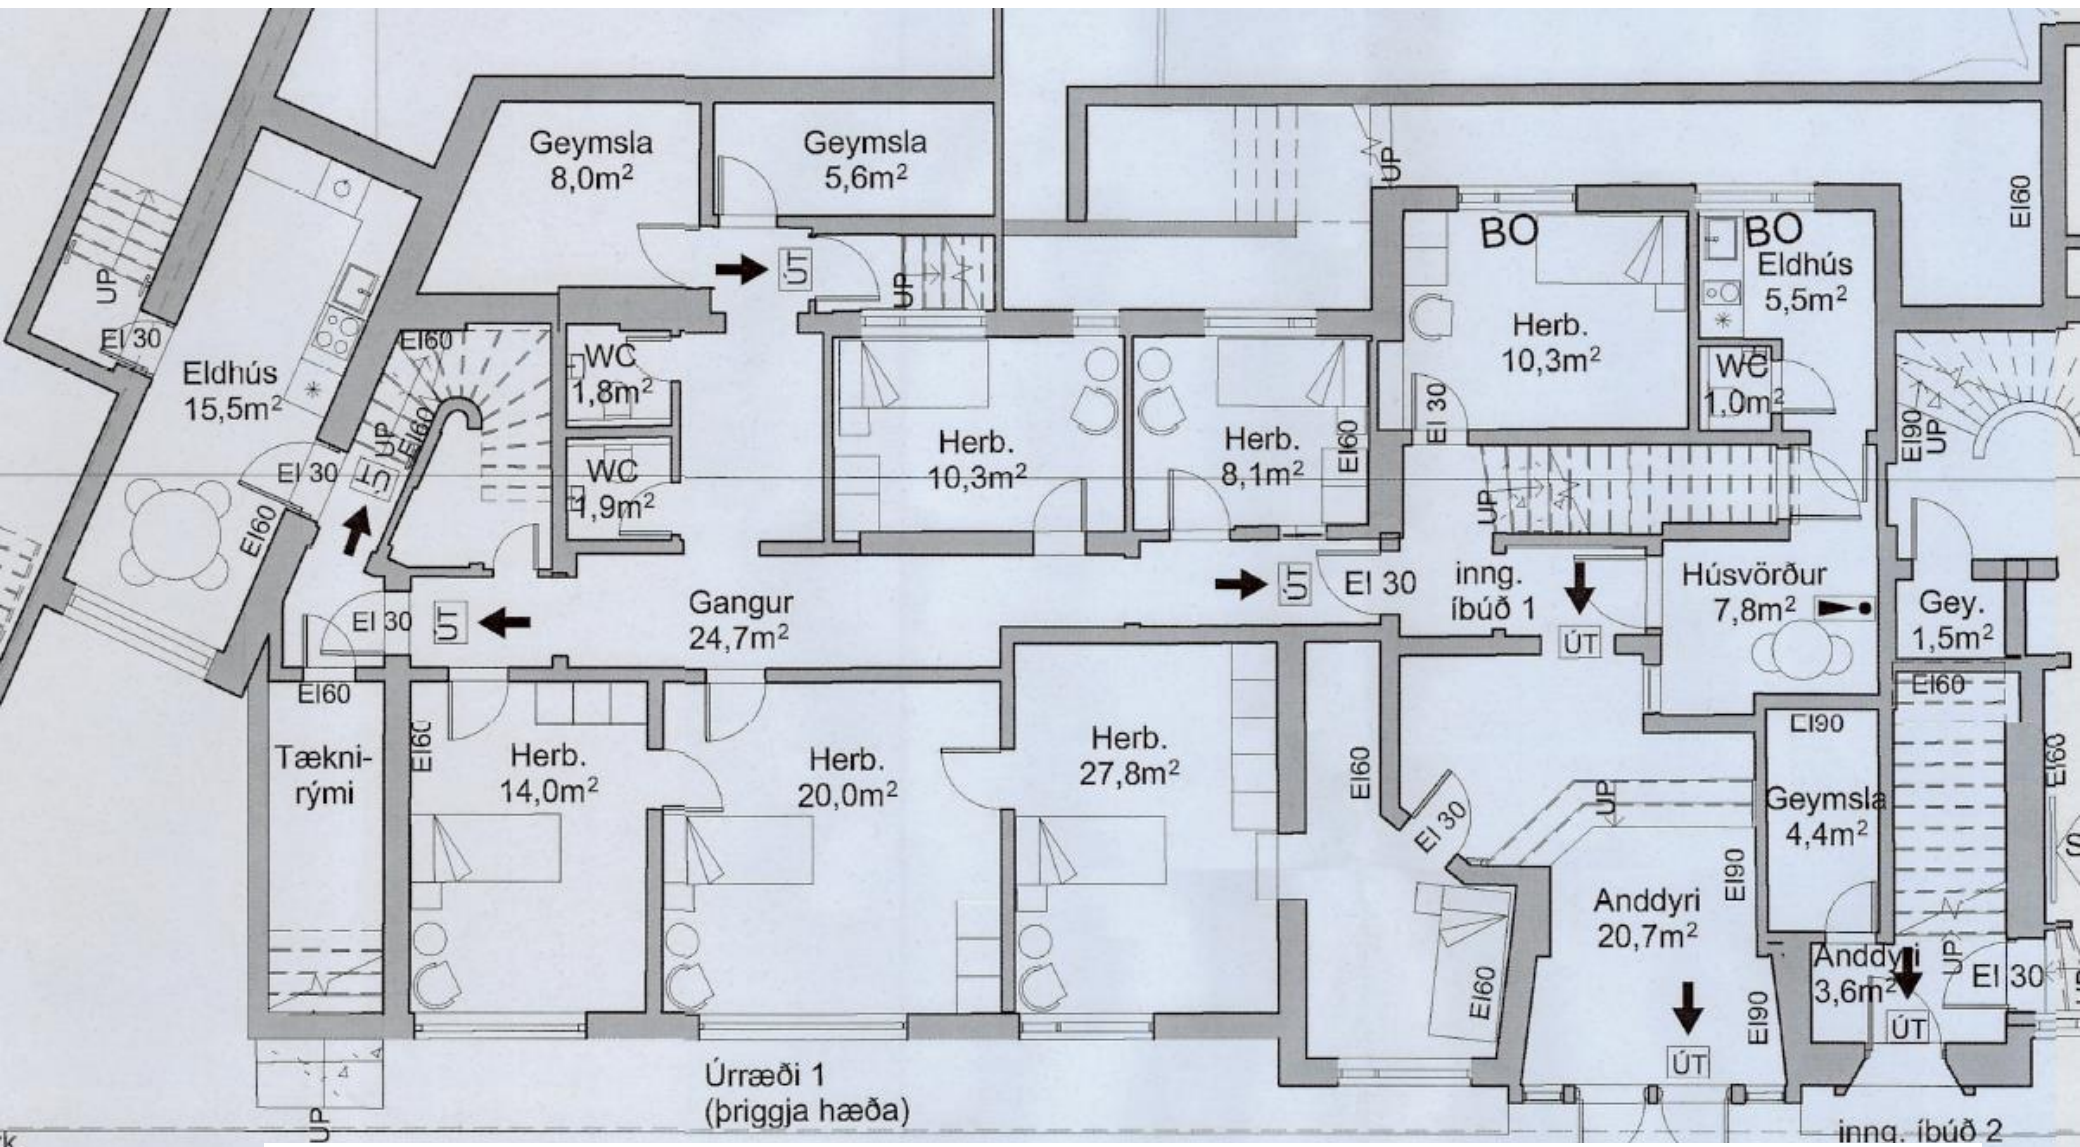 Geymsla
8,0m²
Geymsla
5,6m²
UP
EI60
BO
Herb.
10,3m²
BO
Eldhús
5,5m²
WC
1,0m²
ÚT
UP
UP
EI 30
Eldhús
15,5m²
EI60
WC
1,8m²
WC
1,9m²
UP
EI60
EI 30
ÚT
EI60
Herb.
10,3m²
Herb.
8,1m²
EI60
EI 30
UP
EI90
UP
EI 30
ÚT
Gangur
24,7m²
ÚT
EI 30
inng.
íbúð 1
ÚT
Húsvörður
7,8m²
Gey.
1,5m²
EI60
EI60
Tækni-
rými
EI60
Herb.
14,0m²
Herb.
20,0m²
Herb.
27,8m²
EI60
EI 30
UP
EI90
Geymsla
4,4m²
EI60
Anddyri
20,7m²
EI90
EI60
EI90
ÚT
Anddyri
3,6m²
UP
EI 30
ÚT
UP
Úrræði 1
(þriggja hæða)
UP
inng. íbúð 2